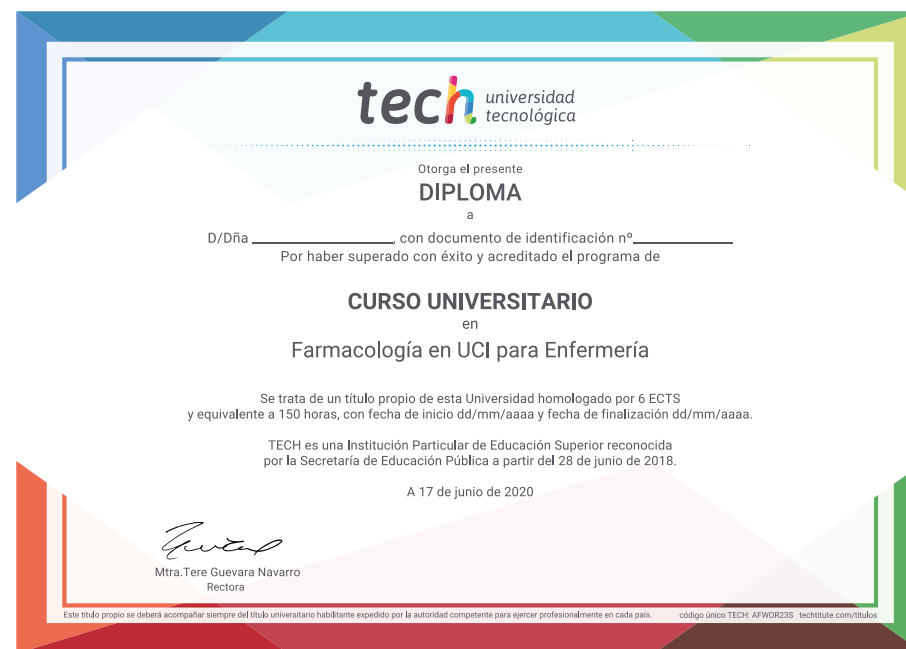 tech universidad
tecnológica
Otorga el presente
DIPLOMA
a
D/Dña ____________________, con documento de identificación nº______________
Por haber superado con éxito y acreditado el programa de
CURSO UNIVERSITARIO
en
Farmacología en UCI para Enfermería
Se trata de un título propio de esta Universidad homologado por 6 ECTS
y equivalente a 150 horas, con fecha de inicio dd/mm/aaaa y fecha de finalización dd/mm/aaaa.
TECH es una Institución Particular de Educación Superior reconocida
por la Secretaría de Educación Pública a partir del 28 de junio de 2018.
A 17 de junio de 2020
Mtra.Tere Guevara Navarro
Rectora
Este título propio se deberá acompañar siempre del título universitario habilitante expedido por la autoridad competente para ejercer profesionalmente en cada país. código único TECH: AFWOR23S techtitute.com/titulos